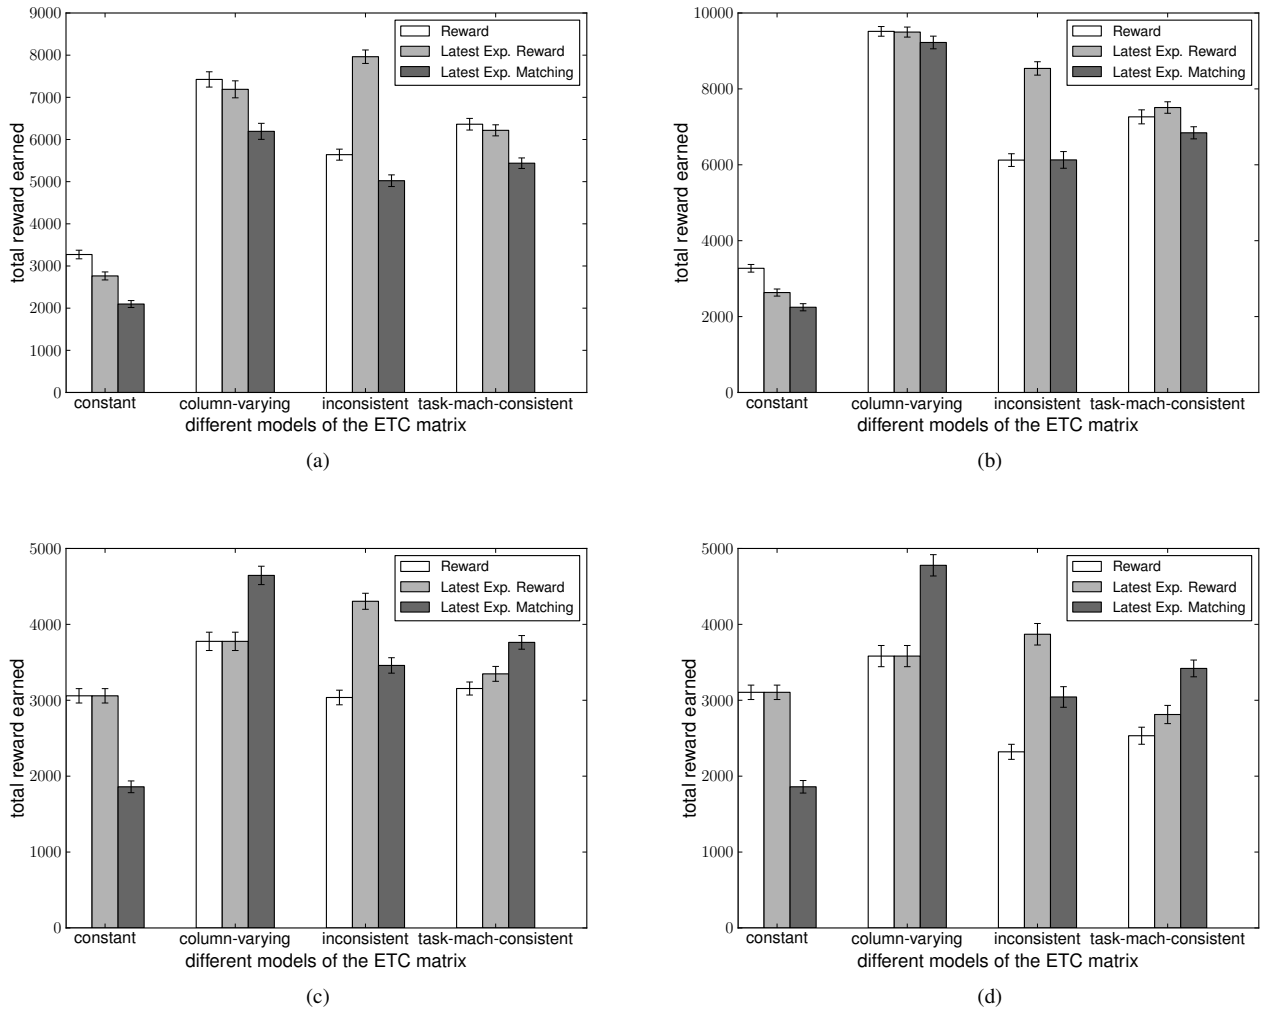 9000
8000
7000
6000
5000
4000
3000
2000
1000
0
total reward earned
Reward
Latest Exp. Reward
Latest Exp. Matching
constant
column-varying
inconsistent
task-mach-consistent
different models of the ETC matrix
(a)
10000
8000
6000
4000
2000
0
total reward earned
Reward
Latest Exp. Reward
Latest Exp. Matching
constant
column-varying
inconsistent
task-mach-consistent
different models of the ETC matrix
(b)
5000
4000
3000
2000
1000
0
total reward earned
Reward
Latest Exp. Reward
Latest Exp. Matching
constant
column-varying
inconsistent
task-mach-consistent
different models of the ETC matrix
(c)
5000
4000
3000
2000
1000
0
total reward earned
Reward
Latest Exp. Reward
Latest Exp. Matching
constant
column-varying
inconsistent
task-mach-consistent
different models of the ETC matrix
(d)